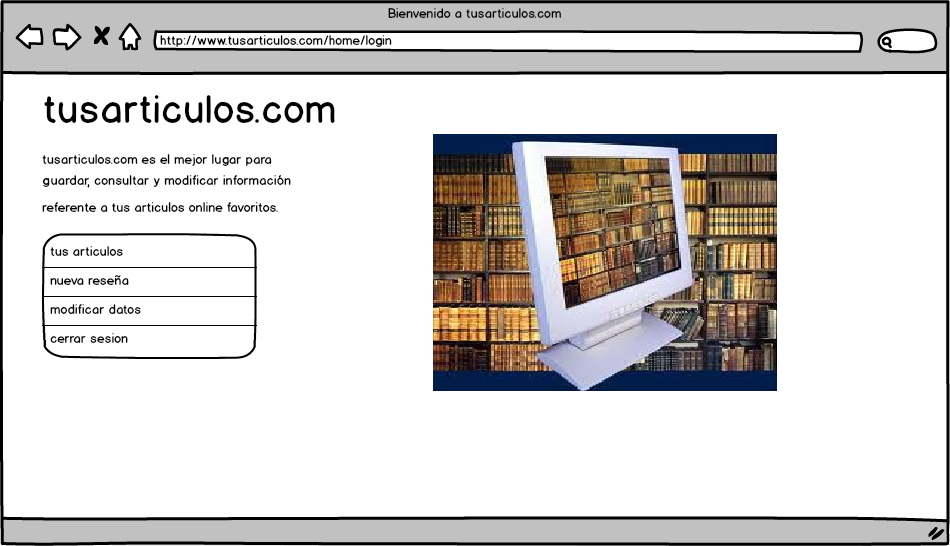 Bienvenido a tusarticulos.com
http://www.tusarticulos.com/home/login
tusarticulos.com
tusarticulos.com es el mejor lugar para
guardar, consultar y modificar información
referente a tus articulos online favoritos.
tus articulos
nueva reseña
modificar datos
cerrar sesion